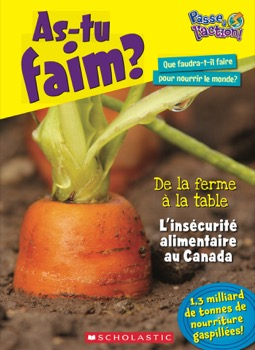 As-tu
faim?
Passe à
l'action!
Que faudra-t-il faire
pour nourrir le monde?
De la ferme
à la table
L'insécurité
alimentaire
au Canada
1,3 milliard
de tonnes de
nourriture
gaspillées!
SCHOLASTIC